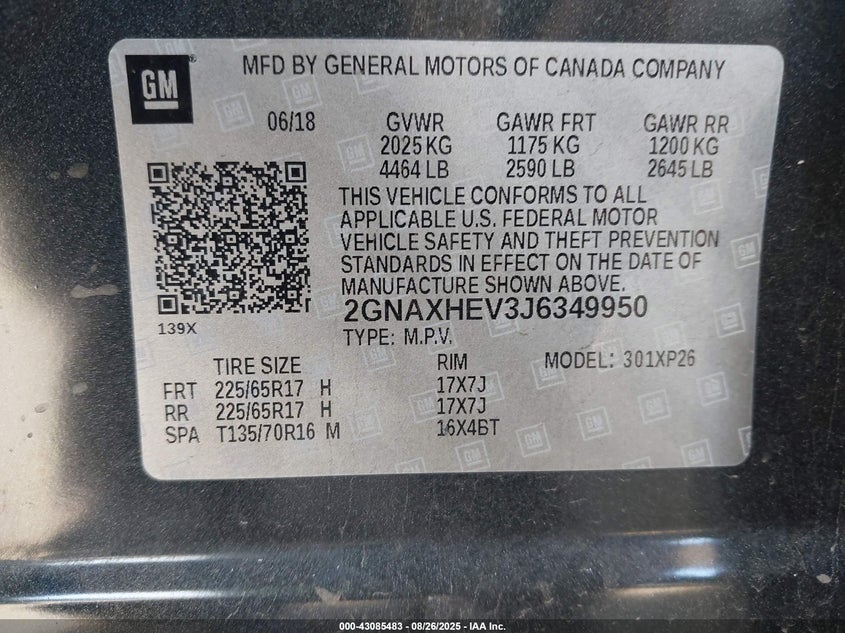 GM
MFD BY GENERAL MOTORS OF CANADA COMPANY
06/18 GVWR GAWR FRT GAWR RR
2025 KG 1175 KG 1200 KG
4464 LB 2590 LB 2645 LB
THIS VEHICLE CONFORMS TO ALL
APPLICABLE U.S. FEDERAL MOTOR
VEHICLE SAFETY AND THEFT PREVENTION
STANDARDS IN EFFECT ON THE DATE OF
MANUFACTURE SHOWN ABOVE.
2GNAXHEV3J6349950
139X
TYPE: M.P.V.
TIRE SIZE RIM MODEL: 301XP26
FRT 225/65R17 H 17X7J
RR 225/65R17 H 17X7J
SPA T135/70R16 M 16X4BT
000-43085483 - 08/26/2025 - IAA Inc.